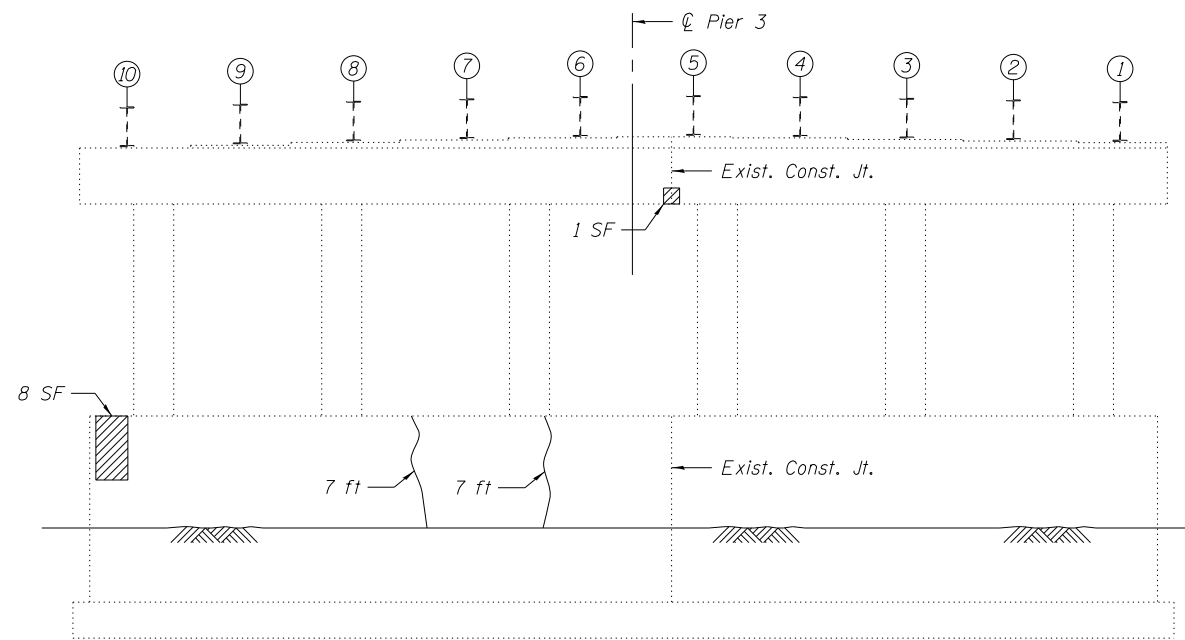 ℄ Pier 3
10 9 8 7 6 5 4 3 2 1
Exist. Const. Jt.
1 SF
8 SF
Exist. Const. Jt.
7 ft 7 ft